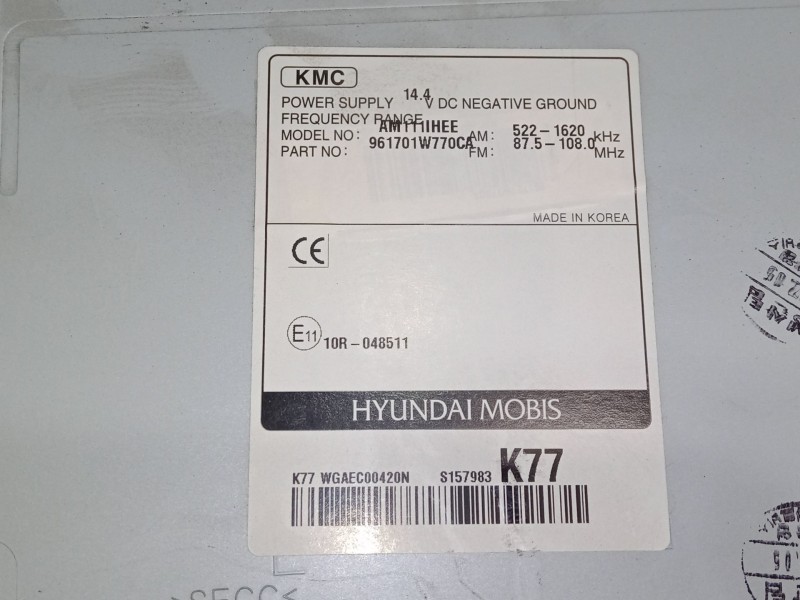 KMC
POWER SUPPLY 14.4 V DC NEGATIVE GROUND
FREQUENCY RANGE
MODEL NO: AM111IHEE AM: 522-1620 kHz
PART NO: 961701W770CA FM: 87.5-108.0 MHz
MADE IN KOREA
CE
E11 10R-048511
HYUNDAI MOBIS
K77 WGAEC00420N S157983 K77
>SECC<